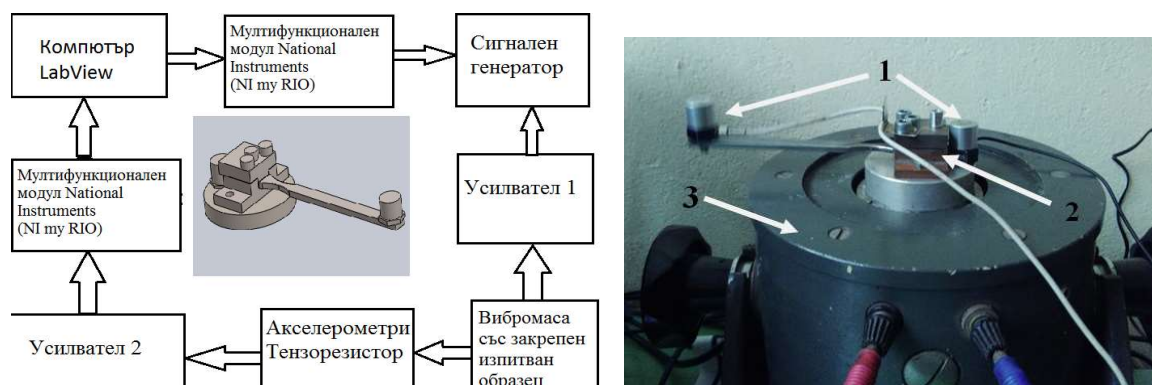 Компютър
LabView
Мултифункционален
модул National
Instruments
(NI my RIO)
Сигнален
генератор
Мултифункционален
модул National
Instruments
(NI my RIO)
Усилвател 1
Усилвател 2
Акселерометри
Тензорезистор
Вибромаса
със закрепен
изпитван
образец
1
2
3